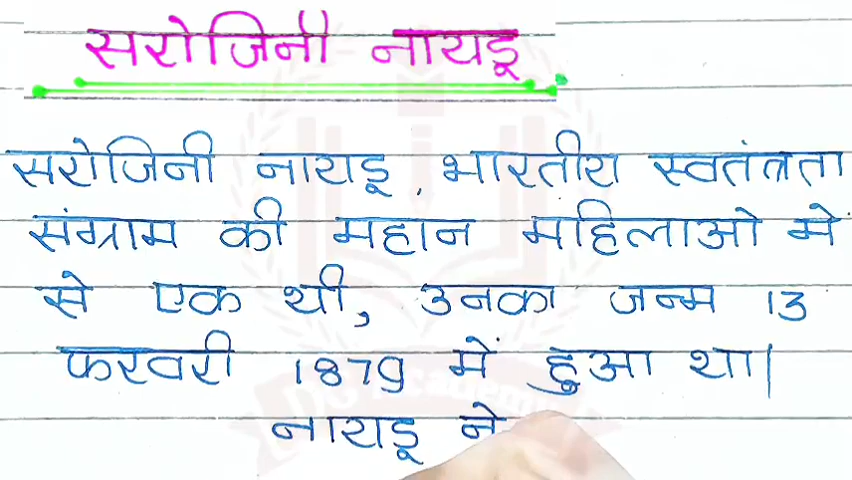 सरोजिनी नायडू
सरोजिनी नायडू भारतीय स्वतंत्रता
संग्राम की महान महिलाओ में
से एक थी, उनका जन्म 13
फरवरी 1879 में हुआ था।
नायडू ने